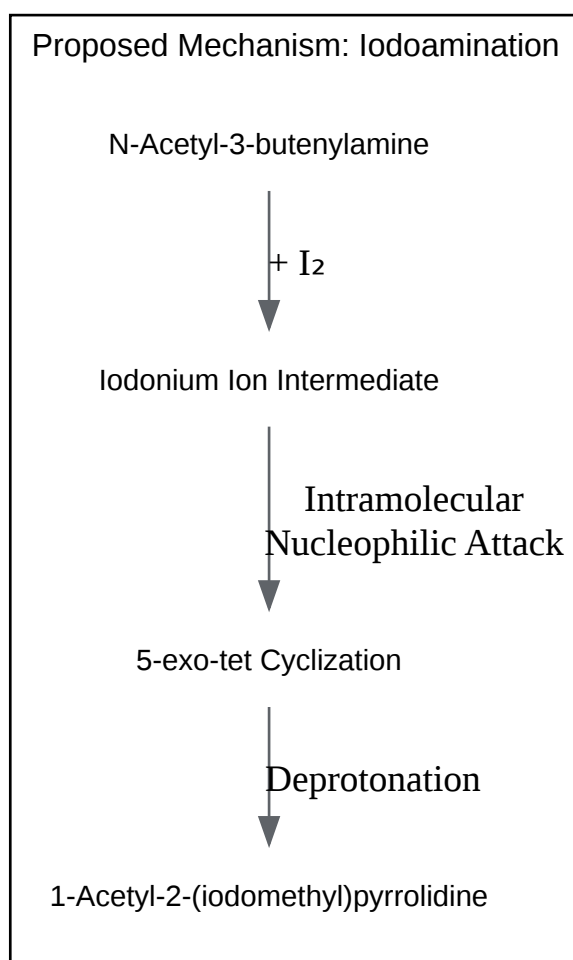 Proposed Mechanism: Iodoamination
N-Acetyl-3-butenylamine
+ I₂
Iodonium Ion Intermediate
Intramolecular
Nucleophilic Attack
5-exo-tet Cyclization
Deprotonation
1-Acetyl-2-(iodomethyl)pyrrolidine